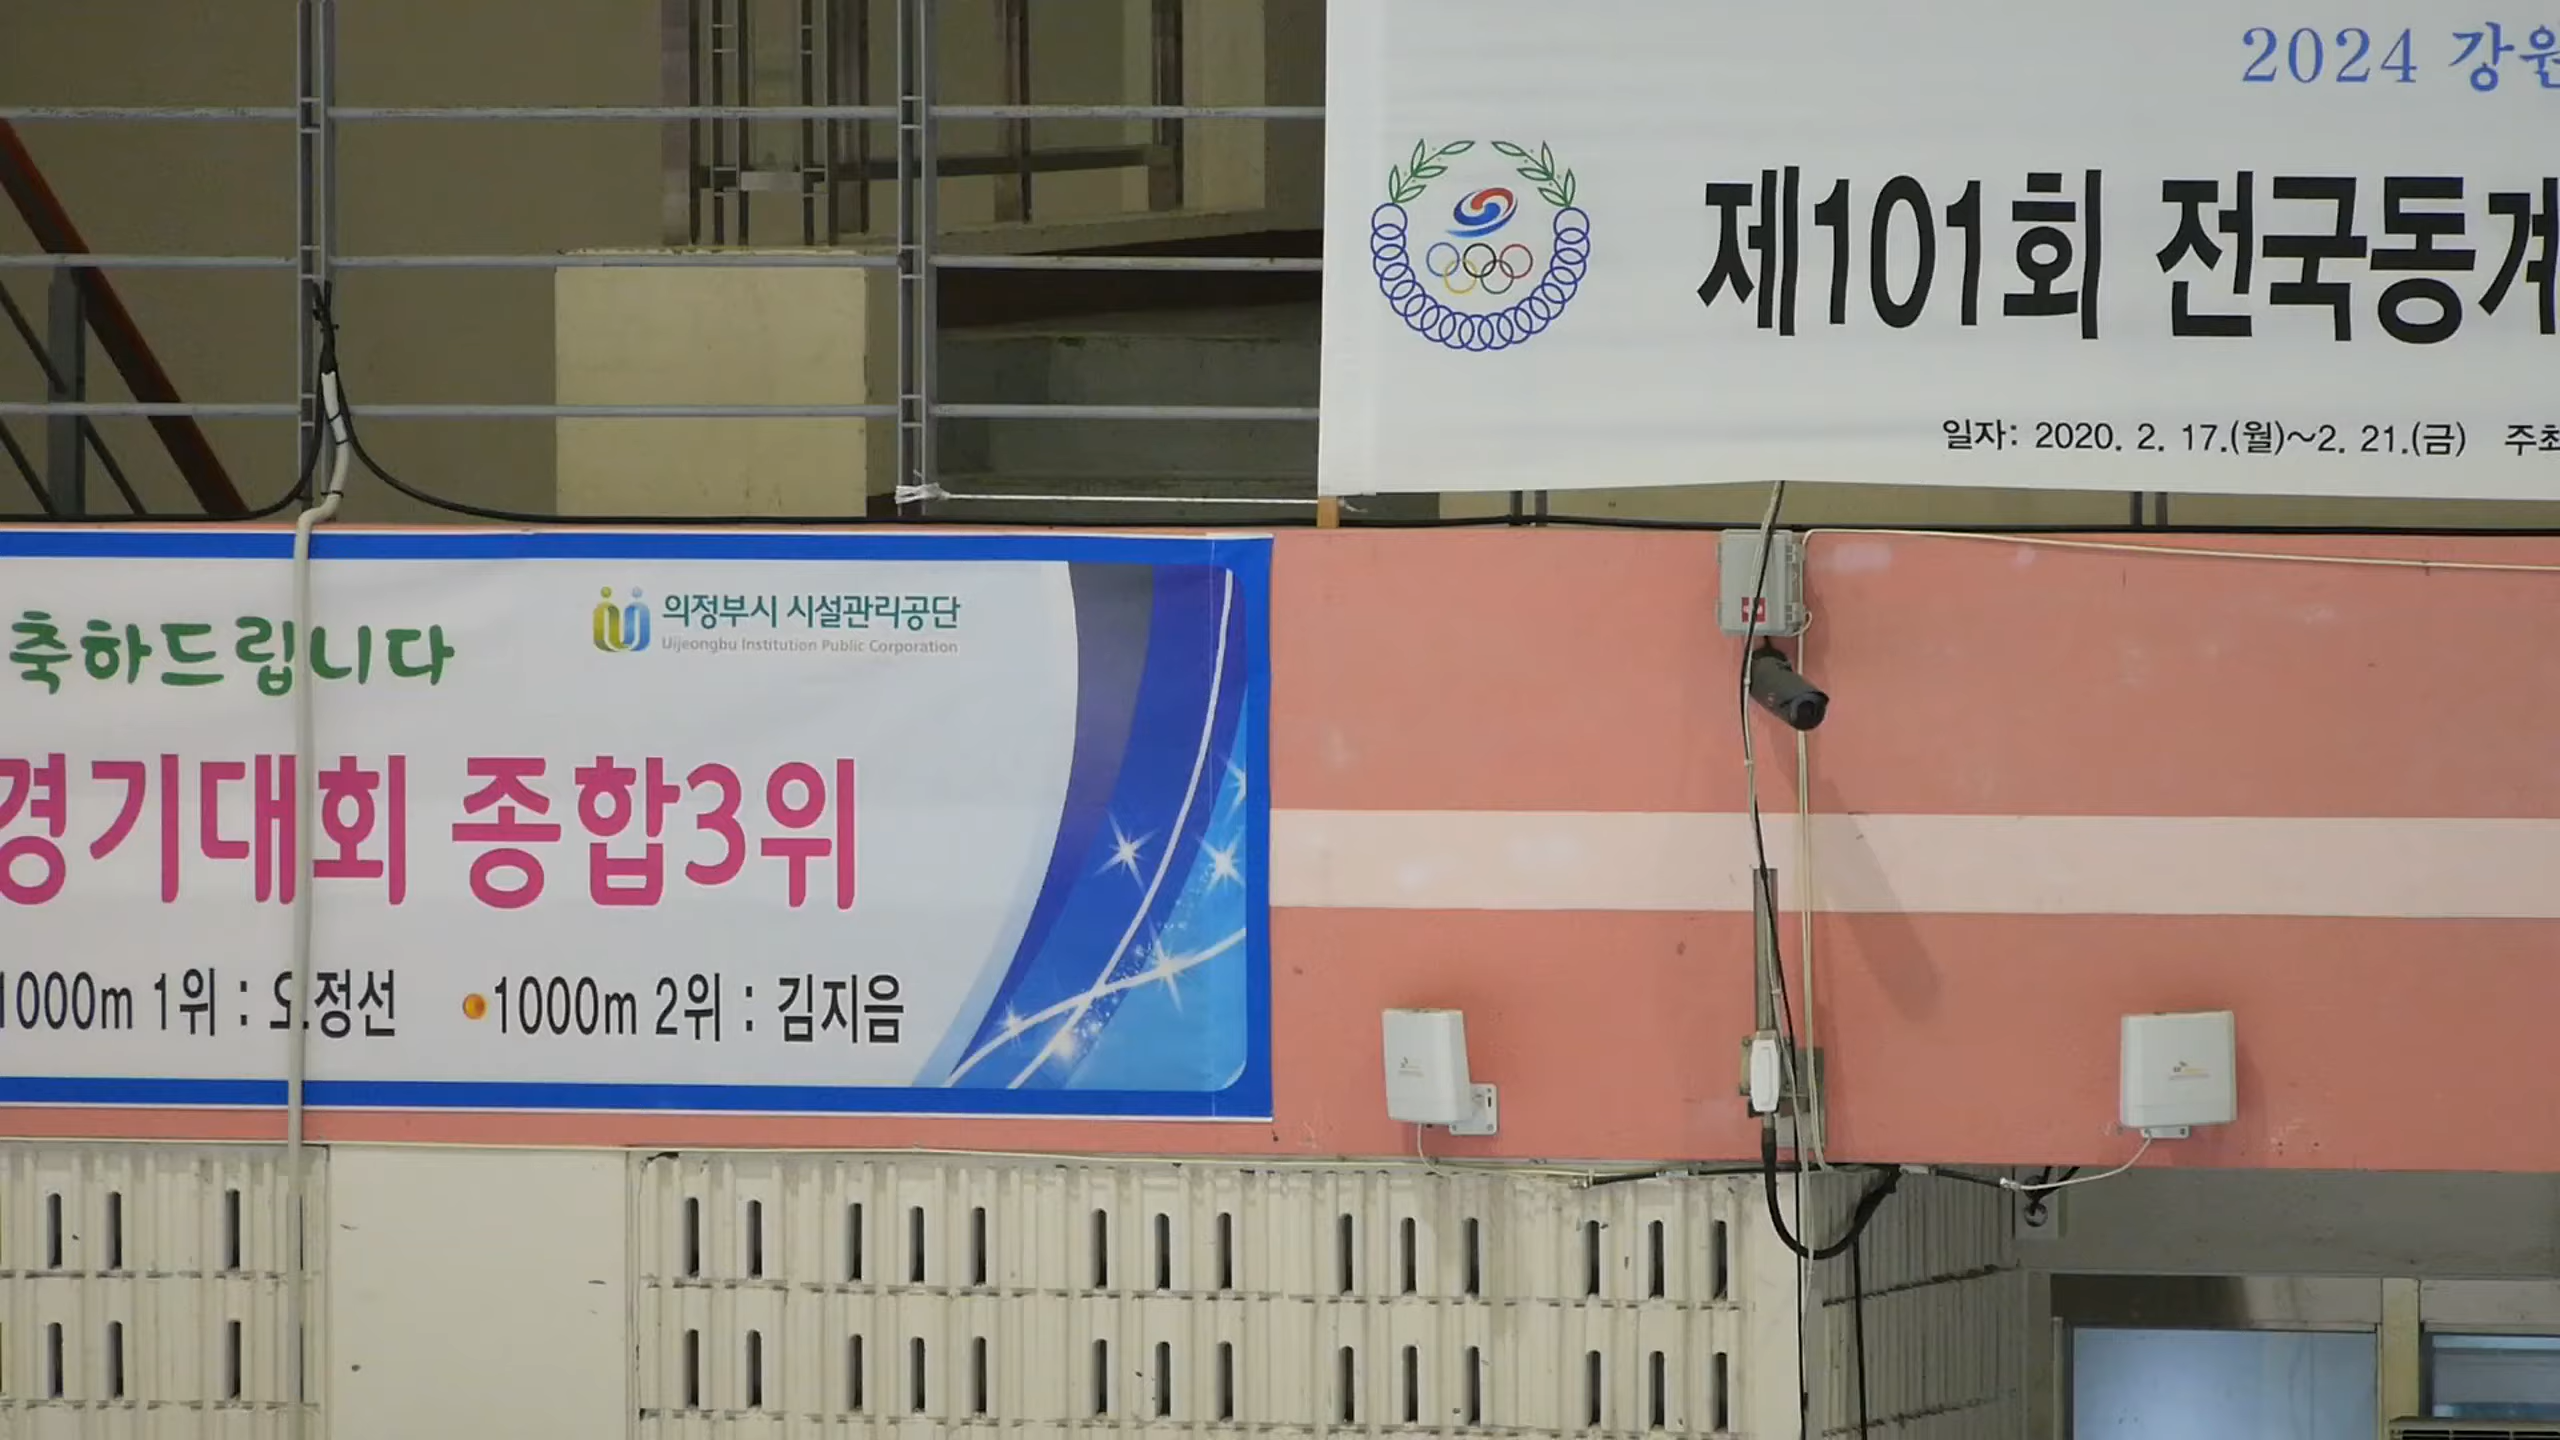 2024 강원
제101회 전국동계
일자: 2020. 2. 17.(월)~2. 21.(금) 주최
축하드립니다
의정부시 시설관리공단
Uijeongbu Institution Public Corporation
경기대회 종합3위
1000m 1위 : 오정선 1000m 2위 : 김지음